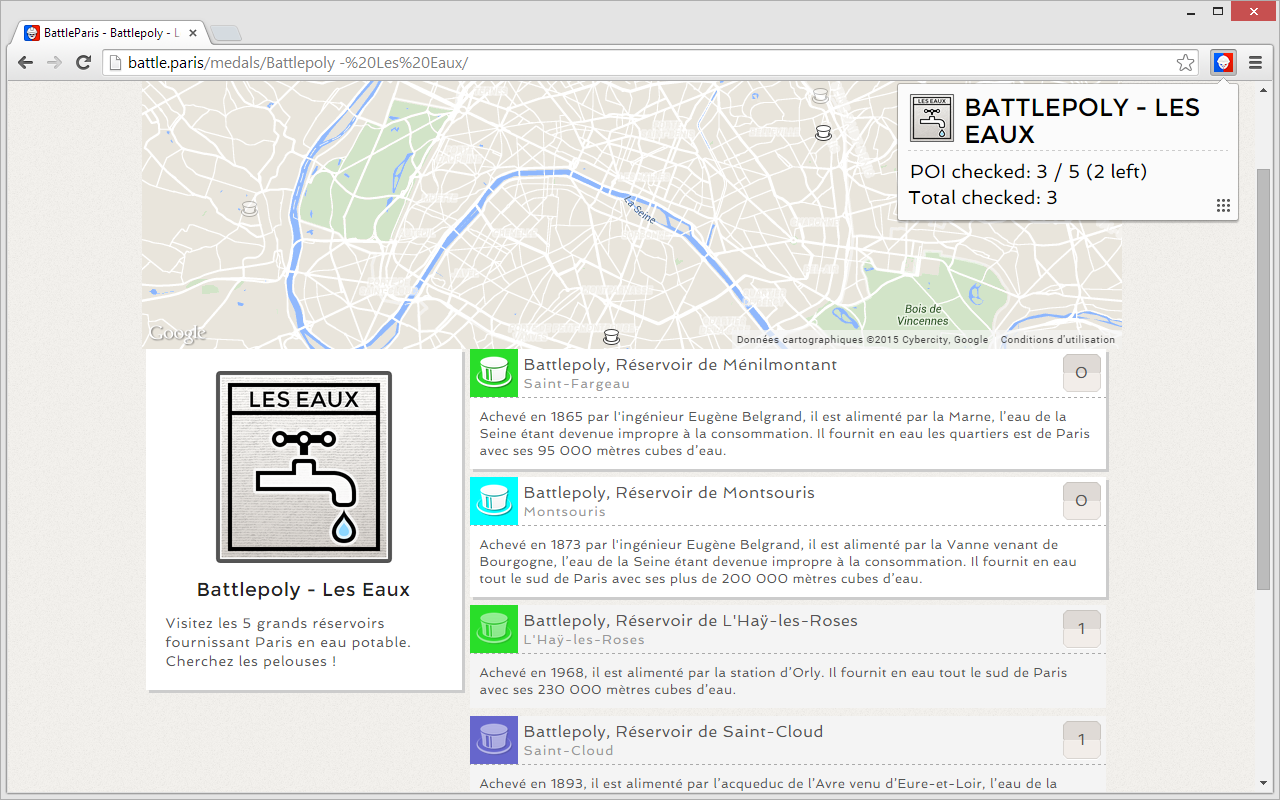 BattleParis - Battlepoly - L
battle.paris/medals/Battlepoly -%20Les%20Eaux/
LES EAUX
BATTLEPOLY - LES
EAUX
POI checked: 3 / 5 (2 left)
Total checked: 3
La Seine
Bois de
Vincennes
Google
Données cartographiques ©2015 Cybercity, Google
Conditions d'utilisation
LES EAUX
Battlepoly - Les Eaux
Visitez les 5 grands réservoirs
fournissant Paris en eau potable.
Cherchez les pelouses !
Battlepoly, Réservoir de Ménilmontant
0
Saint-Fargeau
Achevé en 1865 par l'ingénieur Eugène Belgrand, il est alimenté par la Marne, l’eau de la
Seine étant devenue impropre à la consommation. Il fournit en eau les quartiers est de Paris
avec ses 95 000 mètres cubes d’eau.
Battlepoly, Réservoir de Montsouris
0
Montsouris
Achevé en 1873 par l'ingénieur Eugène Belgrand, il est alimenté par la Vanne venant de
Bourgogne, l’eau de la Seine étant devenue impropre à la consommation. Il fournit en eau
tout le sud de Paris avec ses plus de 200 000 mètres cubes d’eau.
Battlepoly, Réservoir de L'Haÿ-les-Roses
1
L'Haÿ-les-Roses
Achevé en 1968, il est alimenté par la station d’Orly. Il fournit en eau tout le sud de Paris
avec ses 230 000 mètres cubes d’eau.
Battlepoly, Réservoir de Saint-Cloud
1
Saint-Cloud
Achevé en 1893, il est alimenté par l’acqueduc de l’Avre venu d’Eure-et-Loir, l’eau de la